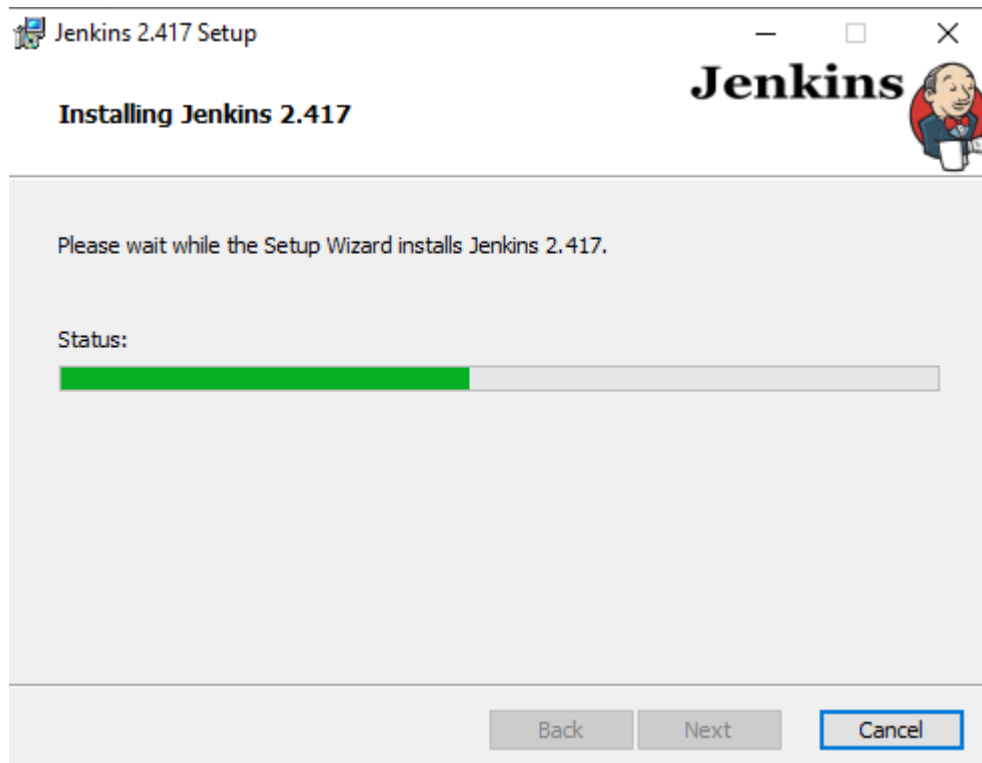 Jenkins 2.417 Setup
Jenkins
Installing Jenkins 2.417
Please wait while the Setup Wizard installs Jenkins 2.417.
Status:
Back Next Cancel